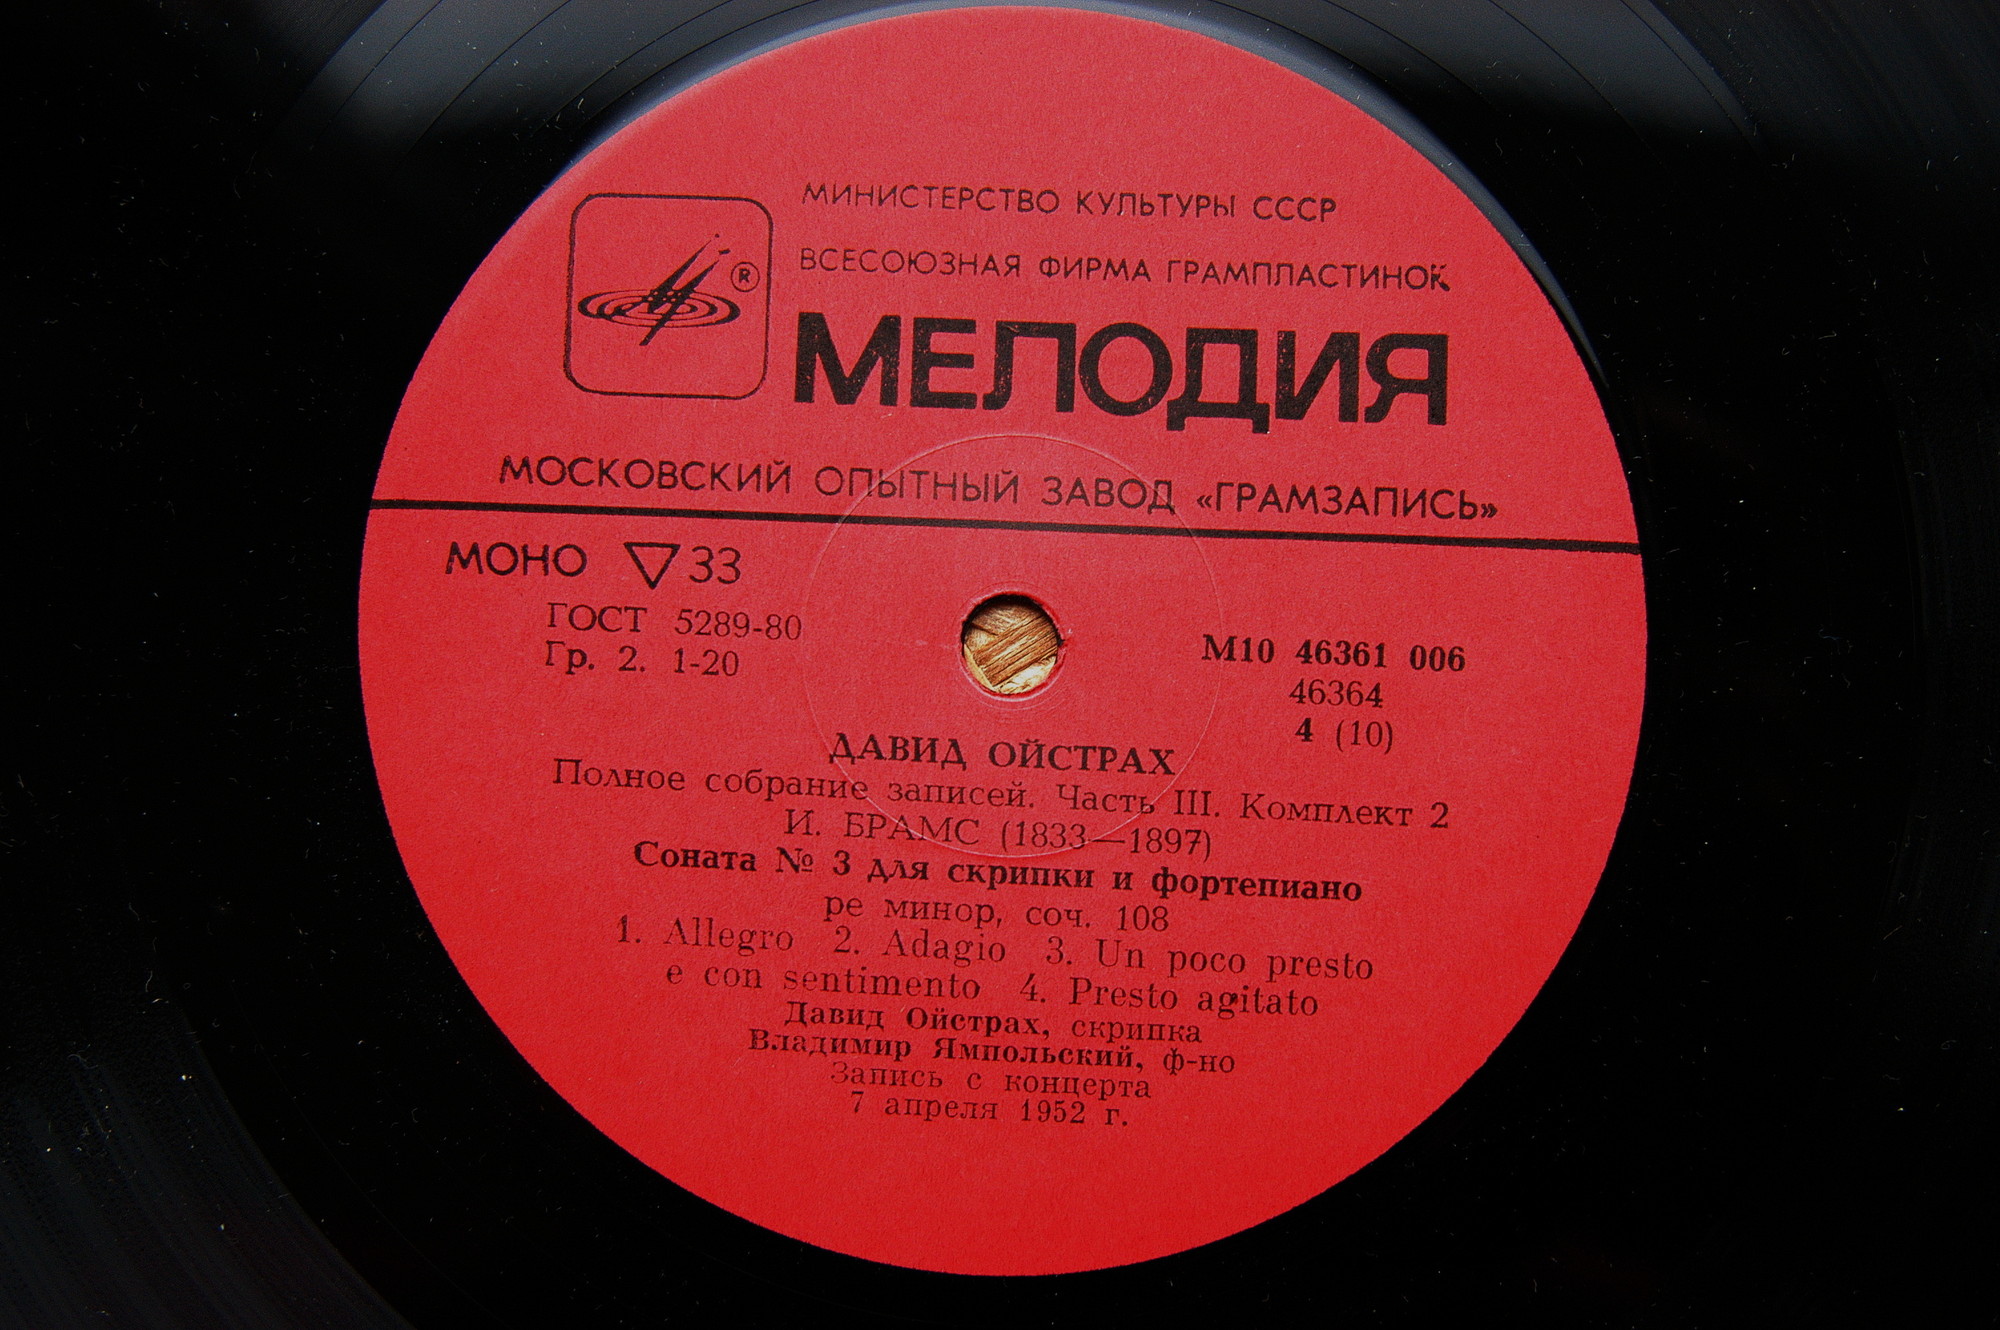 МИНИСТЕРСТВО КУЛЬТУРЫ СССР
ВСЕСОЮЗНАЯ ФИРМА ГРАМПЛАСТИНОК
®
МЕЛОДИЯ
МОСКОВСКИЙ ОПЫТНЫЙ ЗАВОД «ГРАМЗАПИСЬ»
МОНО ▽ 33
ГОСТ 5289-80
Гр. 2. 1-20
М10 46361 006
46364
4 (10)
ДАВИД ОЙСТРАХ
Полное собрание записей. Часть III. Комплект 2
И. БРАМС (1833—1897)
Соната № 3 для скрипки и фортепиано
ре минор, соч. 108
1. Allegro 2. Adagio 3. Un poco presto
e con sentimento 4. Presto agitato
Давид Ойстрах, скрипка
Владимир Ямпольский, ф-но
Запись с концерта
7 апреля 1952 г.